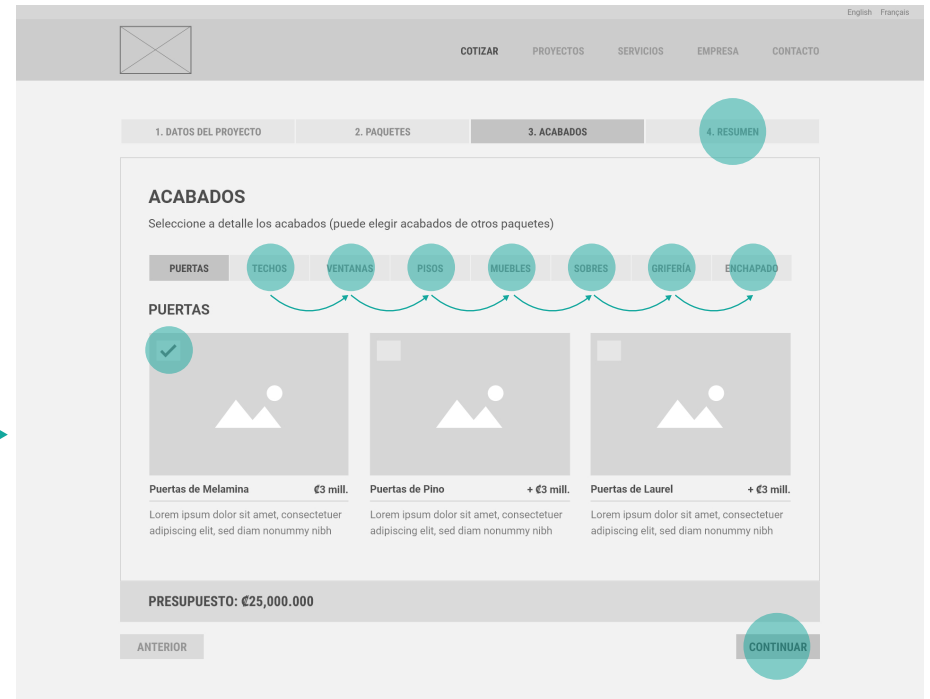 English Français
COTIZAR PROYECTOS SERVICIOS EMPRESA CONTACTO
1. DATOS DEL PROYECTO 2. PAQUETES 3. ACABADOS 4. RESUMEN
ACABADOS
Seleccione a detalle los acabados (puede elegir acabados de otros paquetes)
PUERTAS TECHOS VENTANAS PISOS MUEBLES SOBRES GRIFERÍA ENCHAPADO
PUERTAS
Puertas de Melamina ₡3 mill. Puertas de Pino + ₡3 mill. Puertas de Laurel + ₡3 mill.
Lorem ipsum dolor sit amet, consectetuer Lorem ipsum dolor sit amet, consectetuer Lorem ipsum dolor sit amet, consectetuer
adipiscing elit, sed diam nonummy nibh adipiscing elit, sed diam nonummy nibh adipiscing elit, sed diam nonummy nibh
PRESUPUESTO: ₡25,000.000
ANTERIOR CONTINUAR